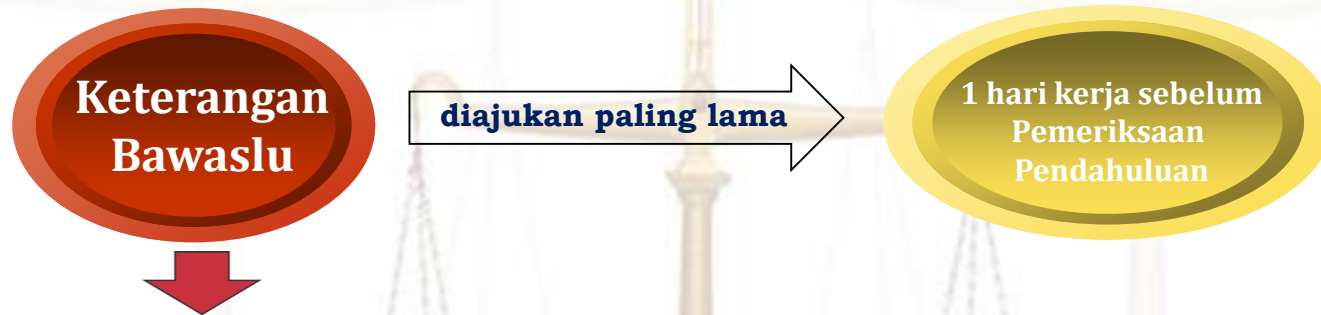 Keterangan
Bawaslu
diajukan paling lama
1 hari kerja sebelum
Pemeriksaan
Pendahuluan